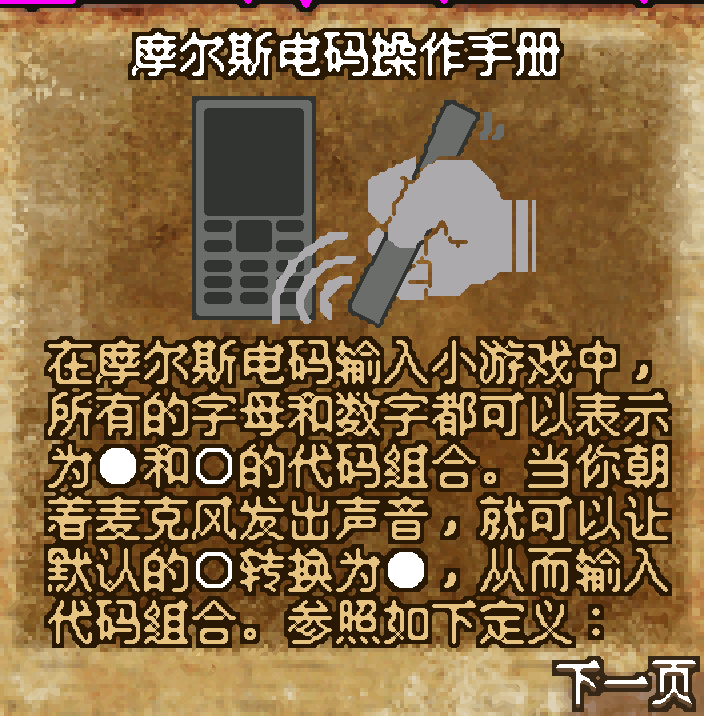 摩尔斯电码操作手册
在摩尔斯电码输入小游戏中，
所有的字母和数字都可以表示
为●和○的代码组合。当你朝
着麦克风发出声音，就可以让
默认的○转换为●，从而输入
代码组合。参照如下定义：
下一页